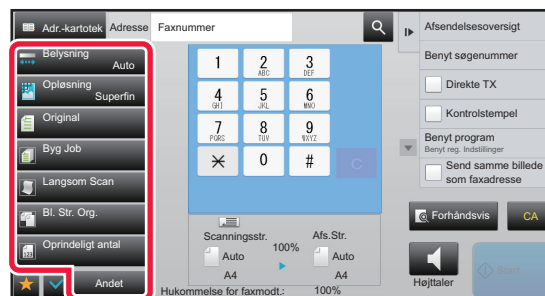 Adr.-kartotek
Adresse
Faxnummer
Belysning
Auto
Opløsning
Superfin
Original
Byg Job
Langsom Scan
Bl. Str. Org.
Oprindeligt antal
Andet
1
2
ABC
3
DEF
4
GHI
5
JKL
6
MNO
7
PQRS
8
TUV
9
WXYZ
0
#
C
Scanningsstr.
100%
Afs.Str.
Auto
Auto
A4
A4
Hukommelse for faxmodt.:
100%
Afsendelsesoversigt
Benyt søgenummer
Direkte TX
Kontrolstempel
Benyt program
Benyt reg. Indstillinger
Send samme billede
som faxadresse
Forhåndsvis
CA
Højttaler
Start